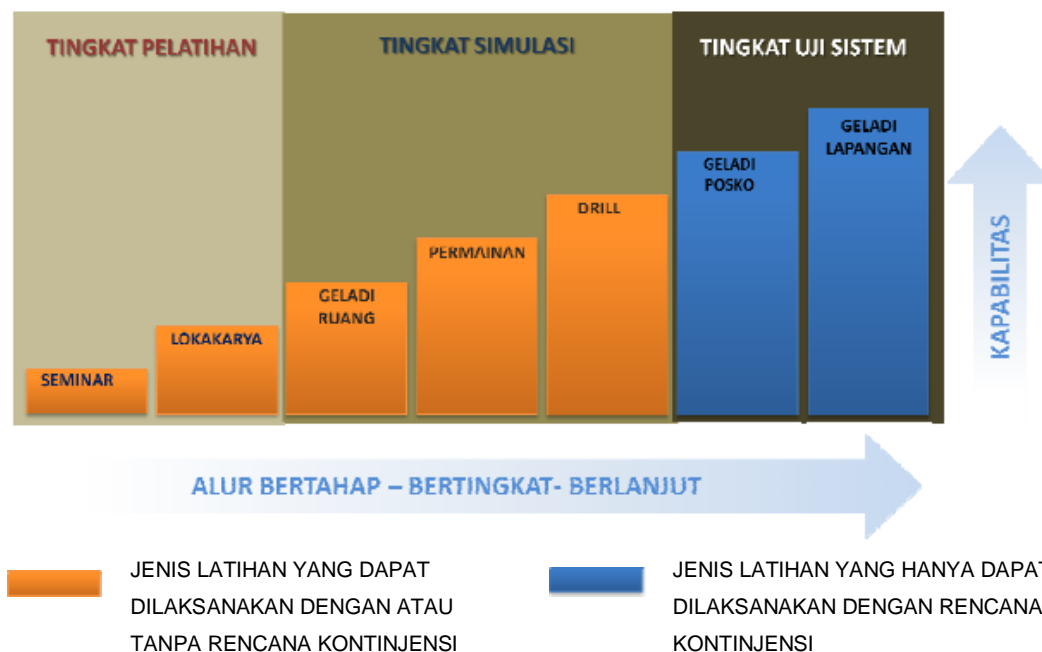 TINGKAT PELATIHAN
TINGKAT SIMULASI
TINGKAT UJI SISTEM
SEMINAR
LOKAKARYA
GELADI
RUANG
PERMAINAN
DRILL
GELADI
POSKO
GELADI
LAPANGAN
KAPABILITAS
ALUR BERTAHAP – BERTINGKAT- BERLANJUT
JENIS LATIHAN YANG DAPAT
DILAKSANAKAN DENGAN ATAU
TANPA RENCANA KONTINJENSI
JENIS LATIHAN YANG HANYA DAPAT
DILAKSANAKAN DENGAN RENCANA
KONTINJENSI